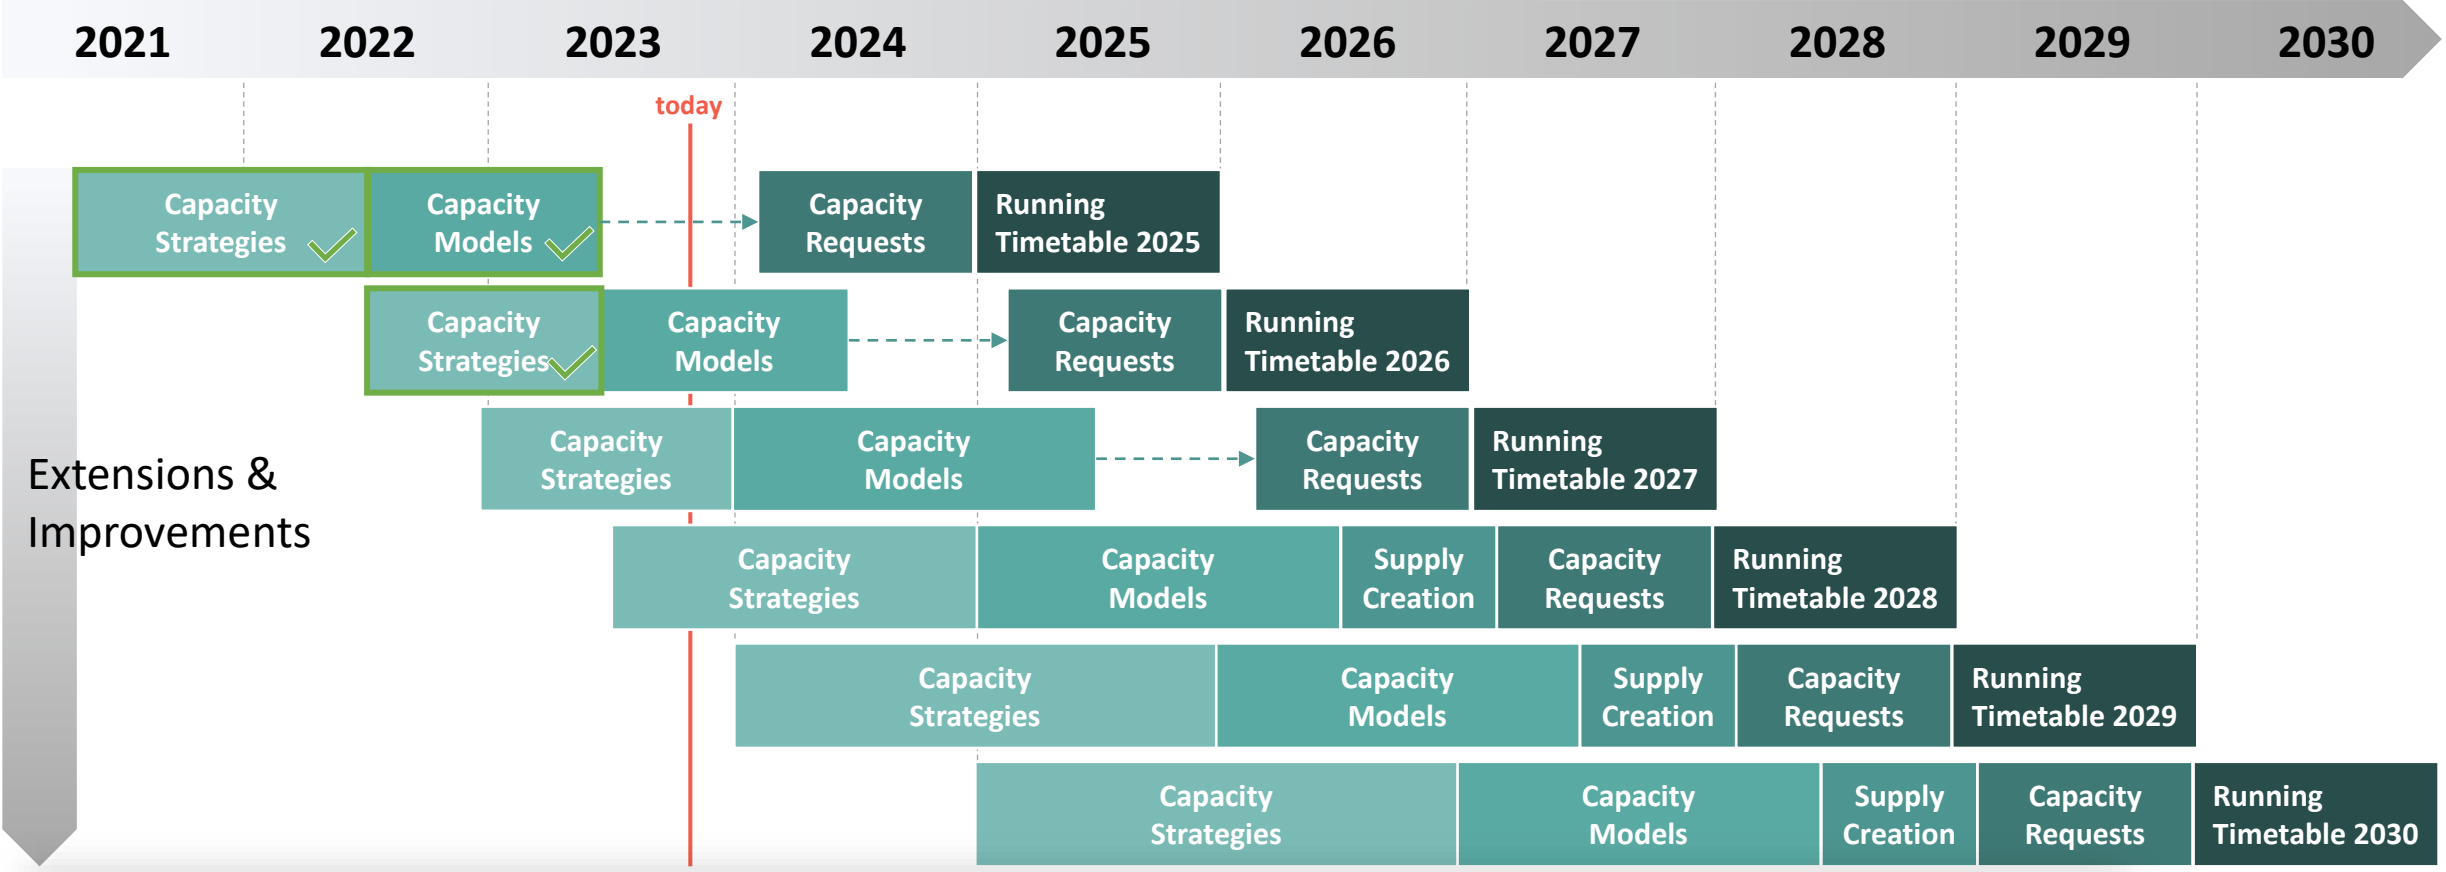 2021 2022 2023 2024 2025 2026 2027 2028 2029 2030
today
Capacity
Strategies
Capacity
Models
Capacity
Requests
Running
Timetable 2025
Capacity
Strategies
Capacity
Models
Capacity
Requests
Running
Timetable 2026
Capacity
Strategies
Capacity
Models
Capacity
Requests
Running
Timetable 2027
Extensions &
Improvements
Capacity
Strategies
Capacity
Models
Supply
Creation
Capacity
Requests
Running
Timetable 2028
Capacity
Strategies
Capacity
Models
Supply
Creation
Capacity
Requests
Running
Timetable 2029
Capacity
Strategies
Capacity
Models
Supply
Creation
Capacity
Requests
Running
Timetable 2030